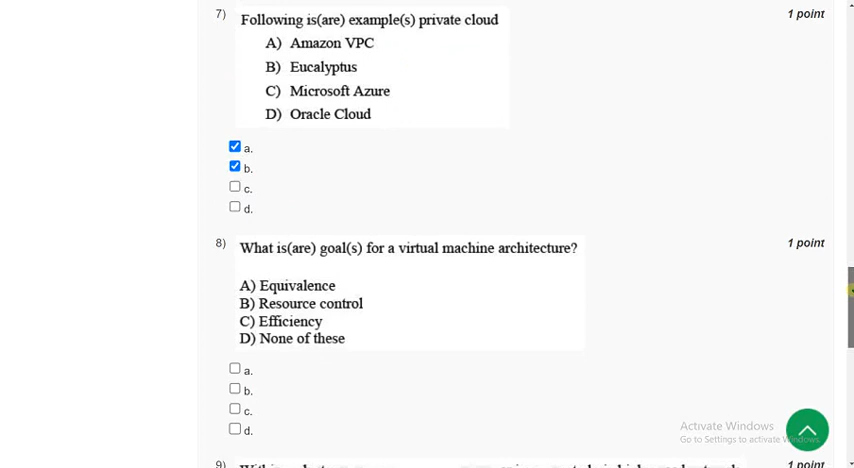 7) Following is(are) example(s) private cloud 1 point
A) Amazon VPC
B) Eucalyptus
C) Microsoft Azure
D) Oracle Cloud
a.
b.
c.
d.
8) What is(are) goal(s) for a virtual machine architecture? 1 point
A) Equivalence
B) Resource control
C) Efficiency
D) None of these
a.
b.
c.
d.
Activate Windows
Go to Settings to activate Windows.
9) 1 point